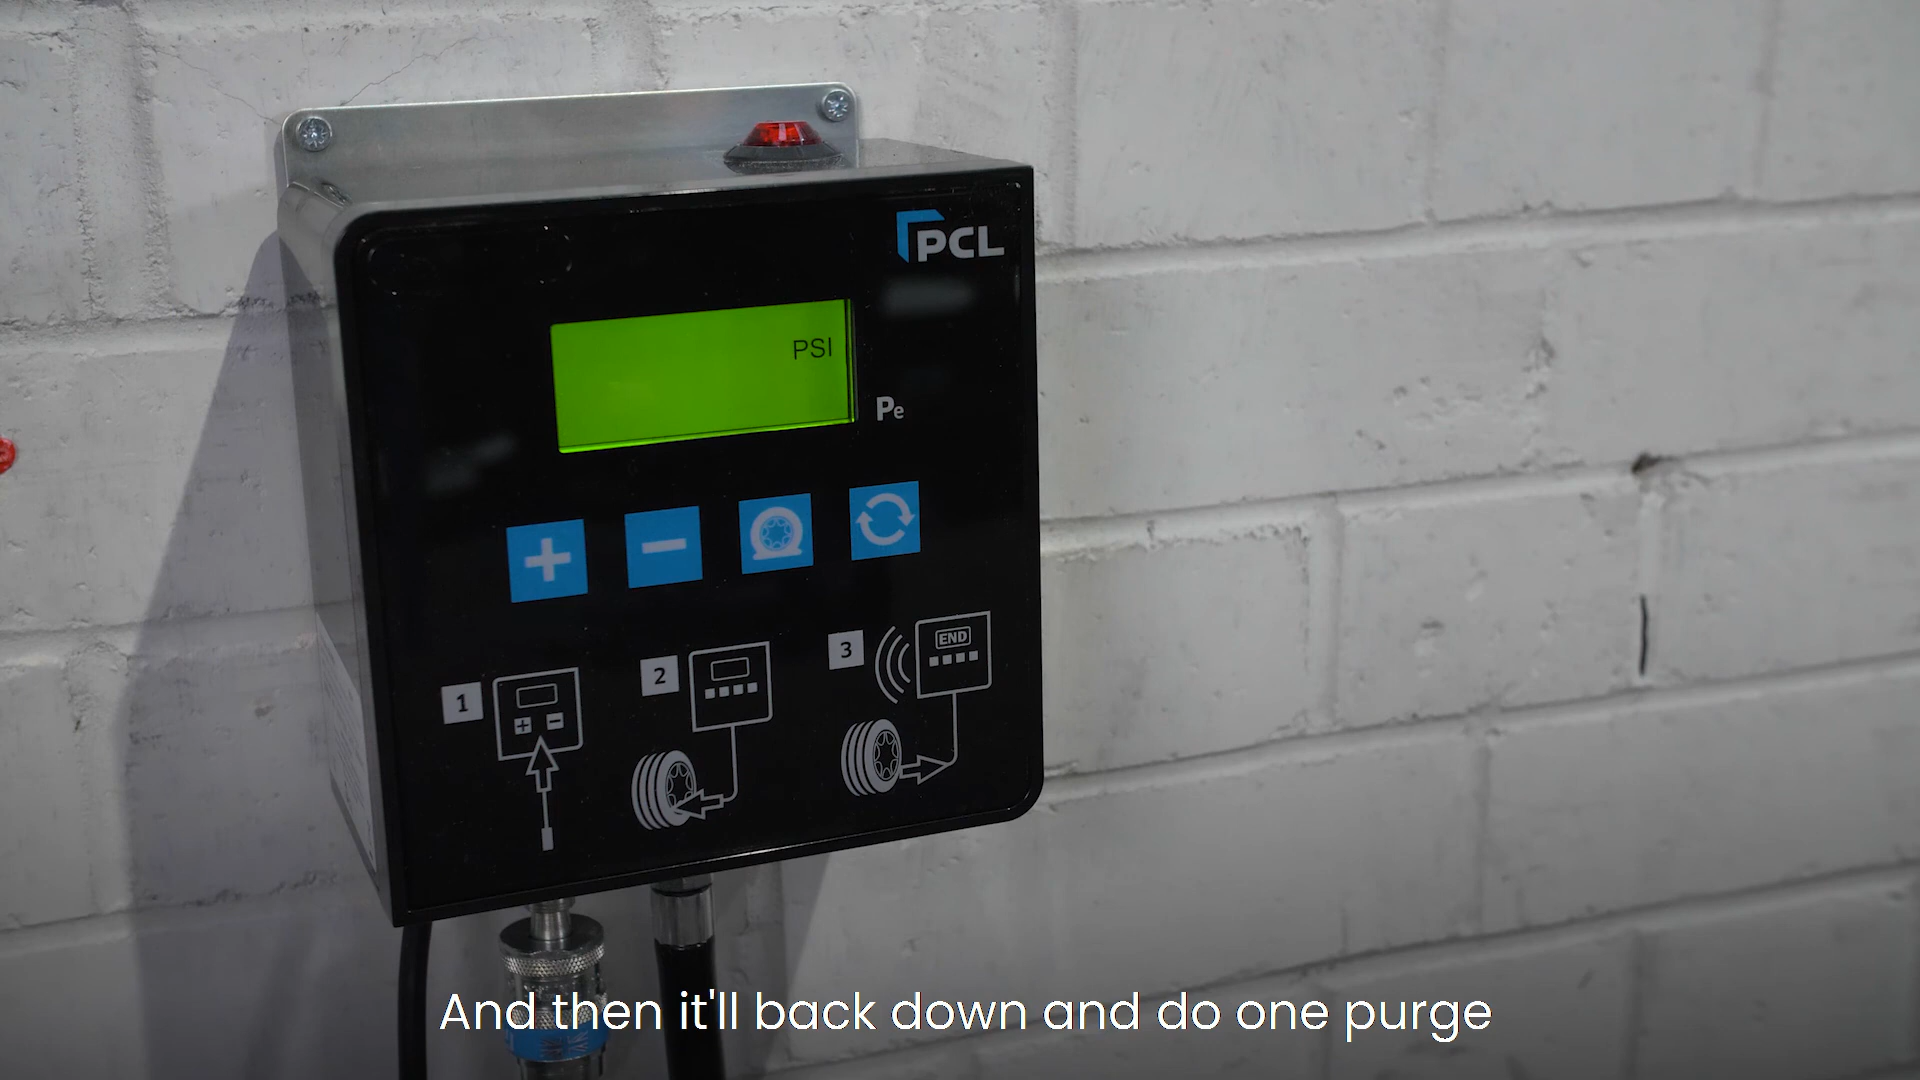 PCL
PSI
Pe
1
2
3
END
And then it'll back down and do one purge